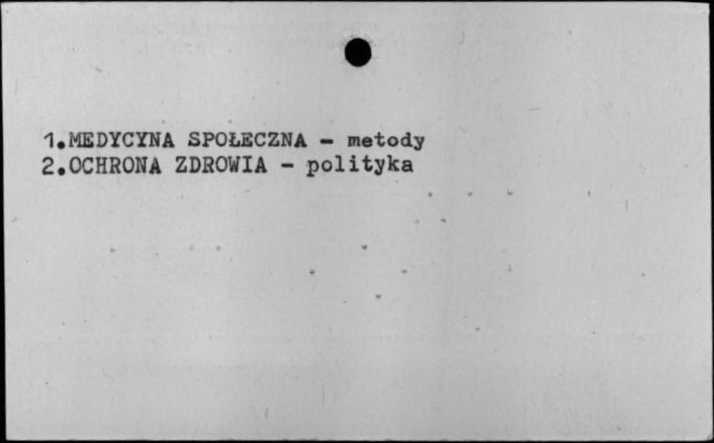 1.MEDYCYNA SPOŁECZNA - metody
2.OCHRONA ZDROWIA - polityka